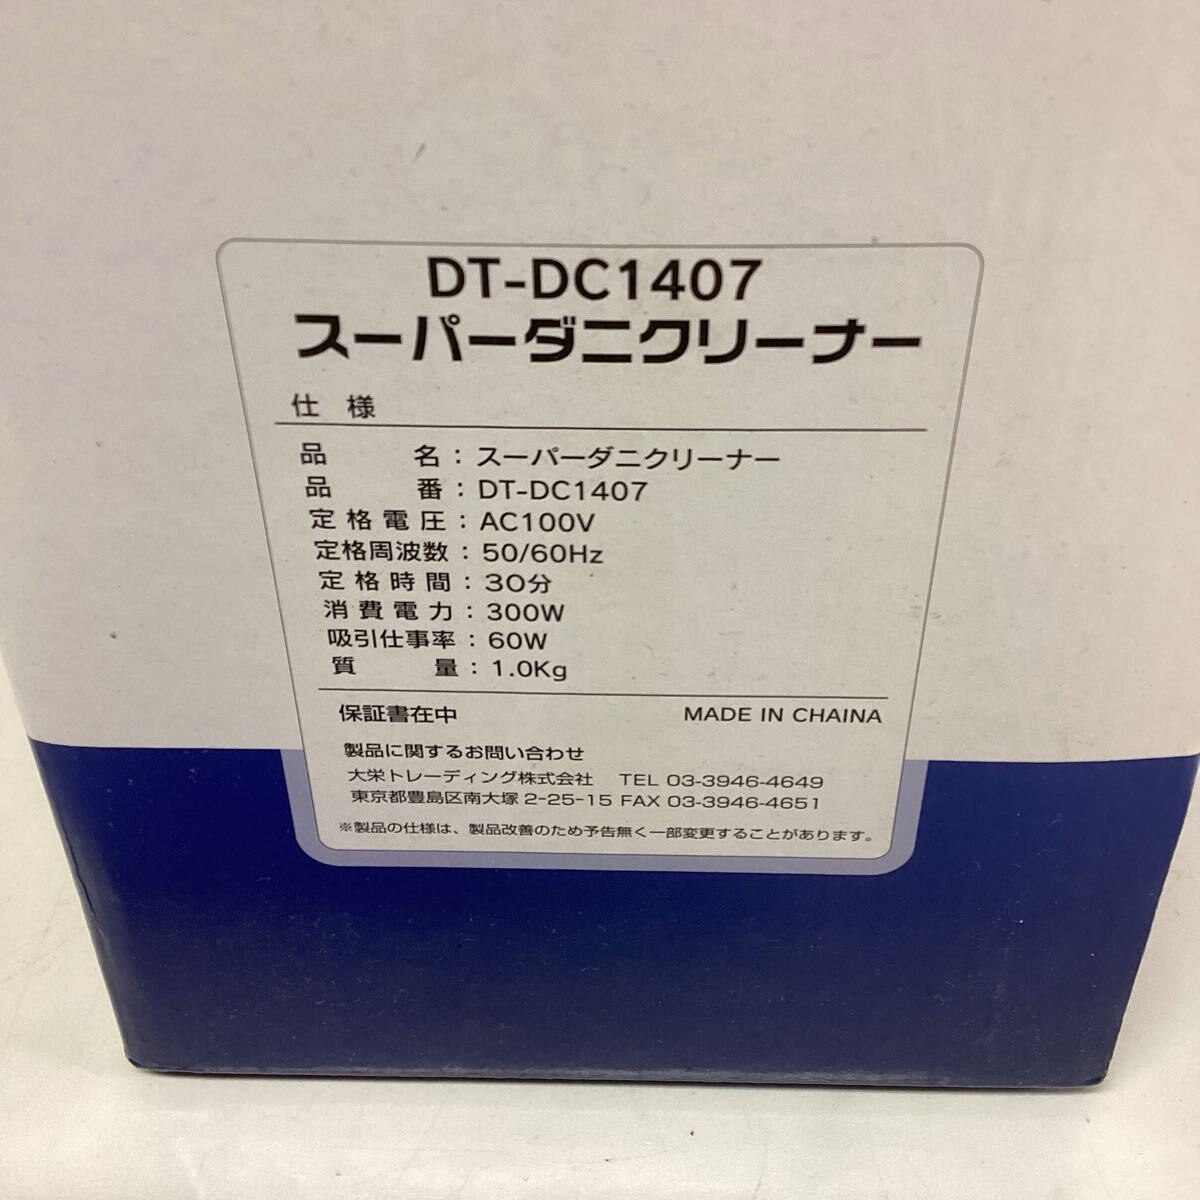 DT-DC1407
スーパーダニクリーナー
仕 様
品 名：スーパーダニクリーナー
品 番：DT-DC1407
定格電圧：AC100V
定格周波数：50/60Hz
定格時間：30分
消費電力：300W
吸引仕事率：60W
質 量：1.0Kg
保証書在中 MADE IN CHAINA
製品に関するお問い合わせ
大栄トレーディング株式会社 TEL 03-3946-4649
東京都豊島区南大塚 2-25-15 FAX 03-3946-4651
※製品の仕様は、製品改善のため予告無く一部変更することがあります。